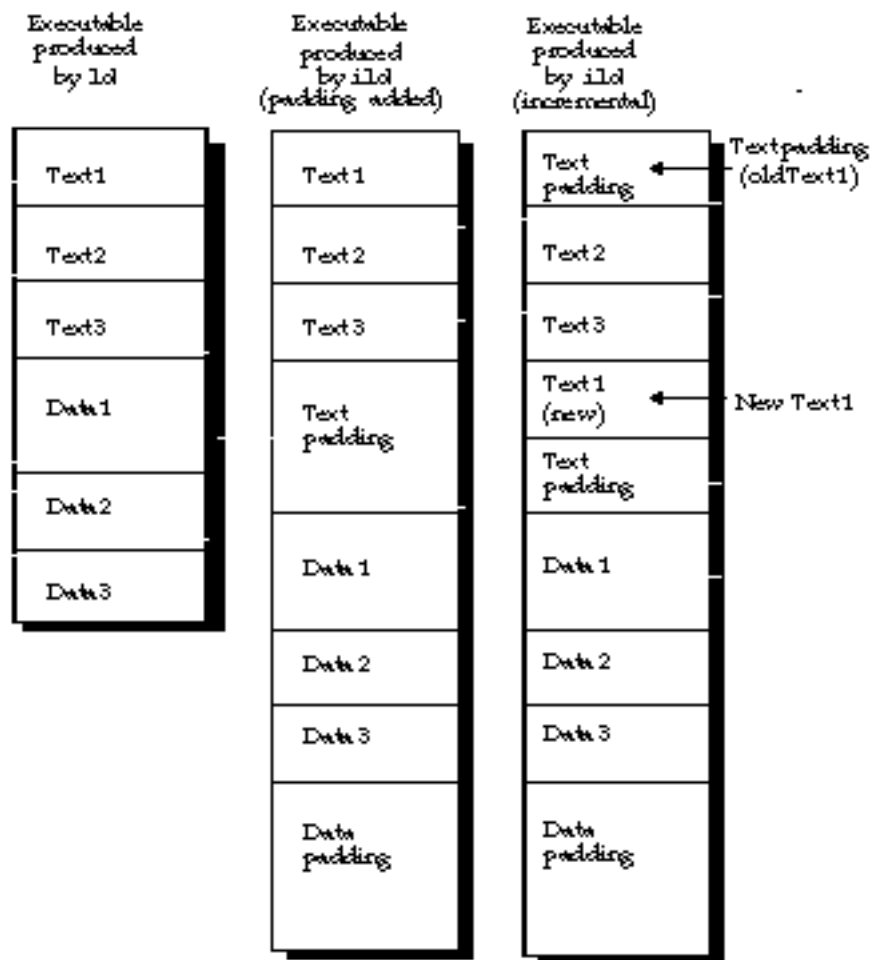 Executable
produced
by ld
Text1
Text2
Text3
Data1
Data2
Data3
Executable
produced
by ild
(padding added)
Text1
Text2
Text3
Text
padding
Data1
Data2
Data3
Data
padding
Executable
produced
by ild
(incremental)
Text
padding
Text2
Text3
Text1
(new)
Text
padding
Data1
Data2
Data3
Data
padding
Textpadding
(oldText1)
New Text1